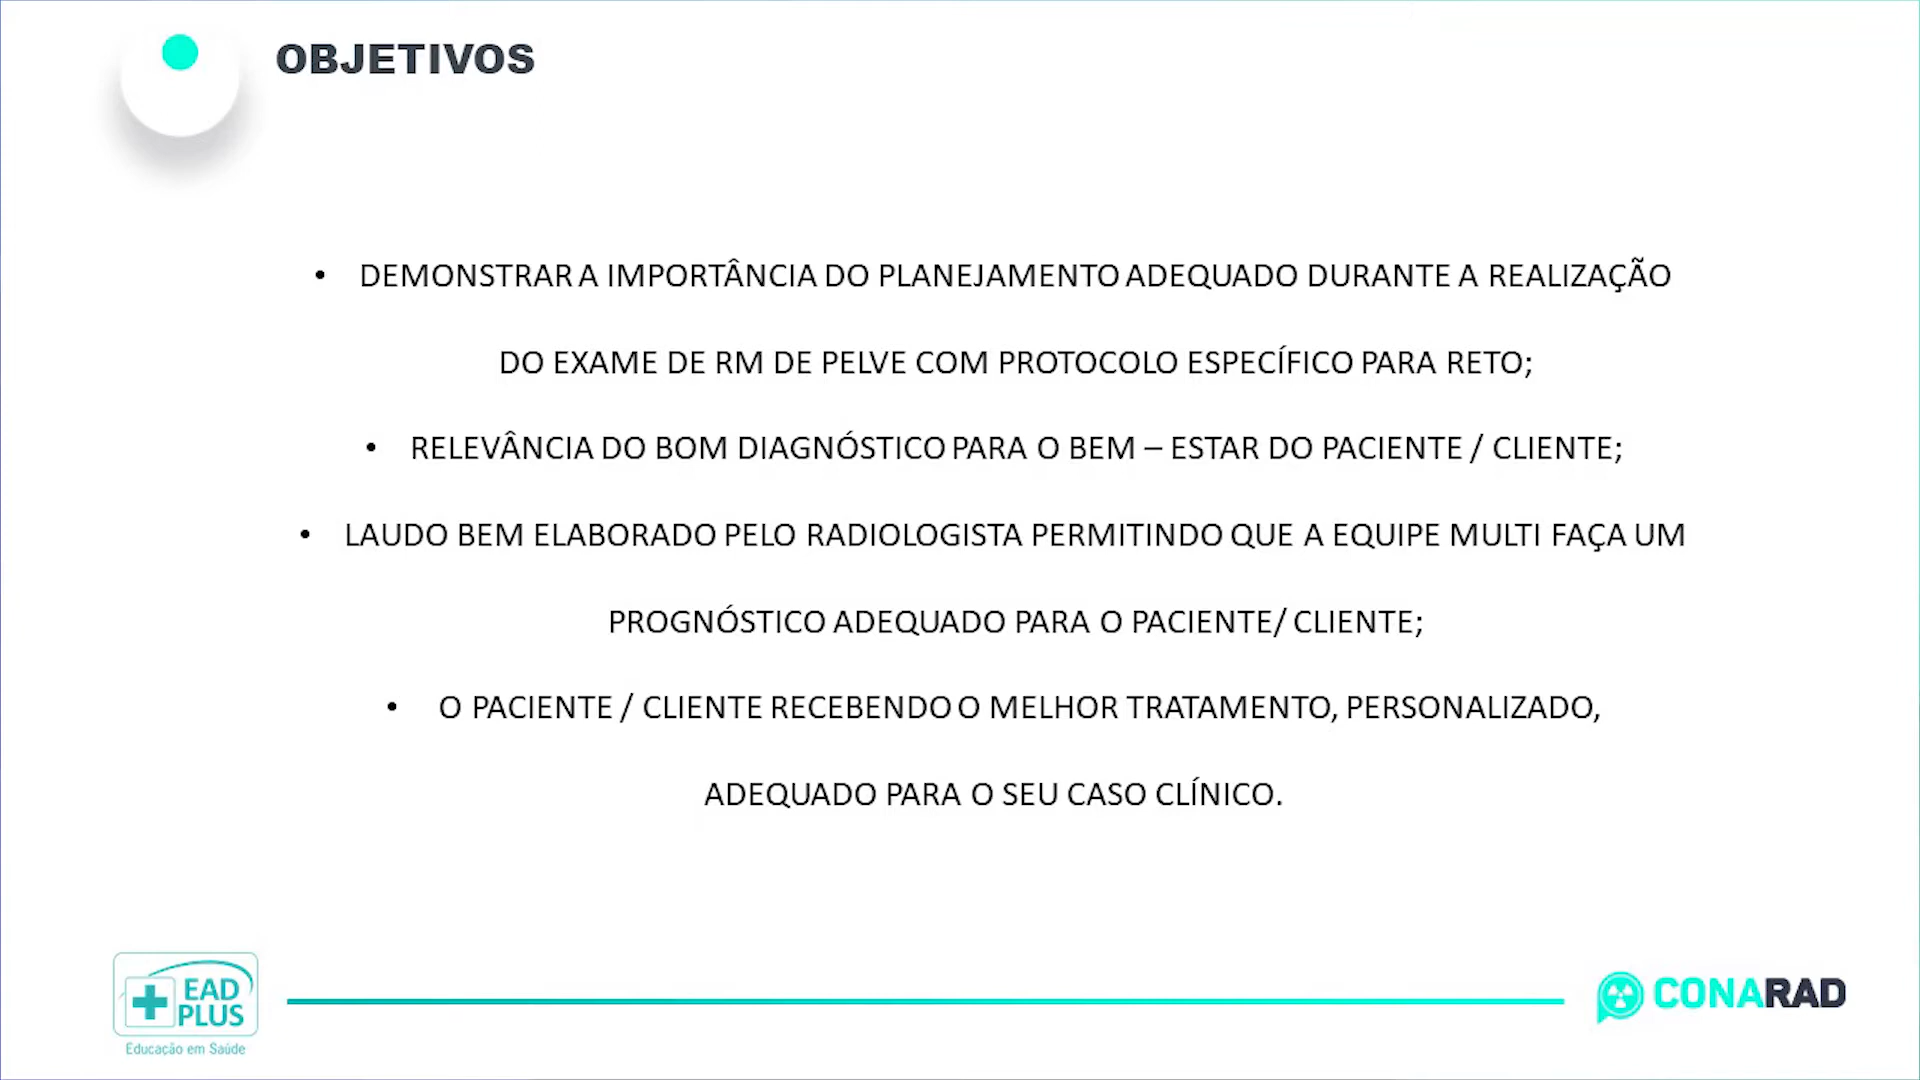 OBJETIVOS
• DEMONSTRAR A IMPORTÂNCIA DO PLANEJAMENTO ADEQUADO DURANTE A REALIZAÇÃO
DO EXAME DE RM DE PELVE COM PROTOCOLO ESPECÍFICO PARA RETO;
• RELEVÂNCIA DO BOM DIAGNÓSTICO PARA O BEM – ESTAR DO PACIENTE / CLIENTE;
• LAUDO BEM ELABORADO PELO RADIOLOGISTA PERMITINDO QUE A EQUIPE MULTI FAÇA UM
PROGNÓSTICO ADEQUADO PARA O PACIENTE/ CLIENTE;
• O PACIENTE / CLIENTE RECEBENDO O MELHOR TRATAMENTO, PERSONALIZADO,
ADEQUADO PARA O SEU CASO CLÍNICO.
EAD
PLUS
Educação em Saúde
CONARAD